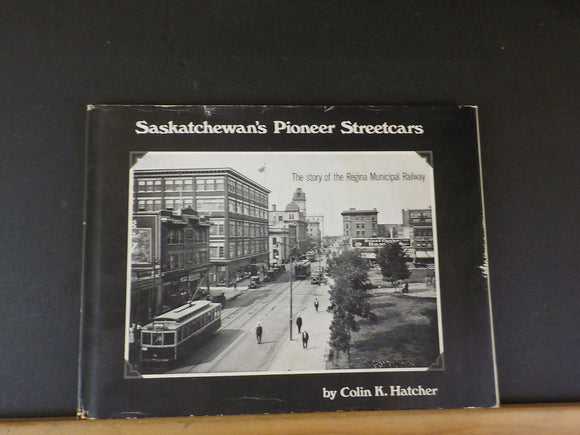 Saskatchewan's Pioneer Streetcars
The story of the Regina Municipal Railway
by Colin K. Hatcher